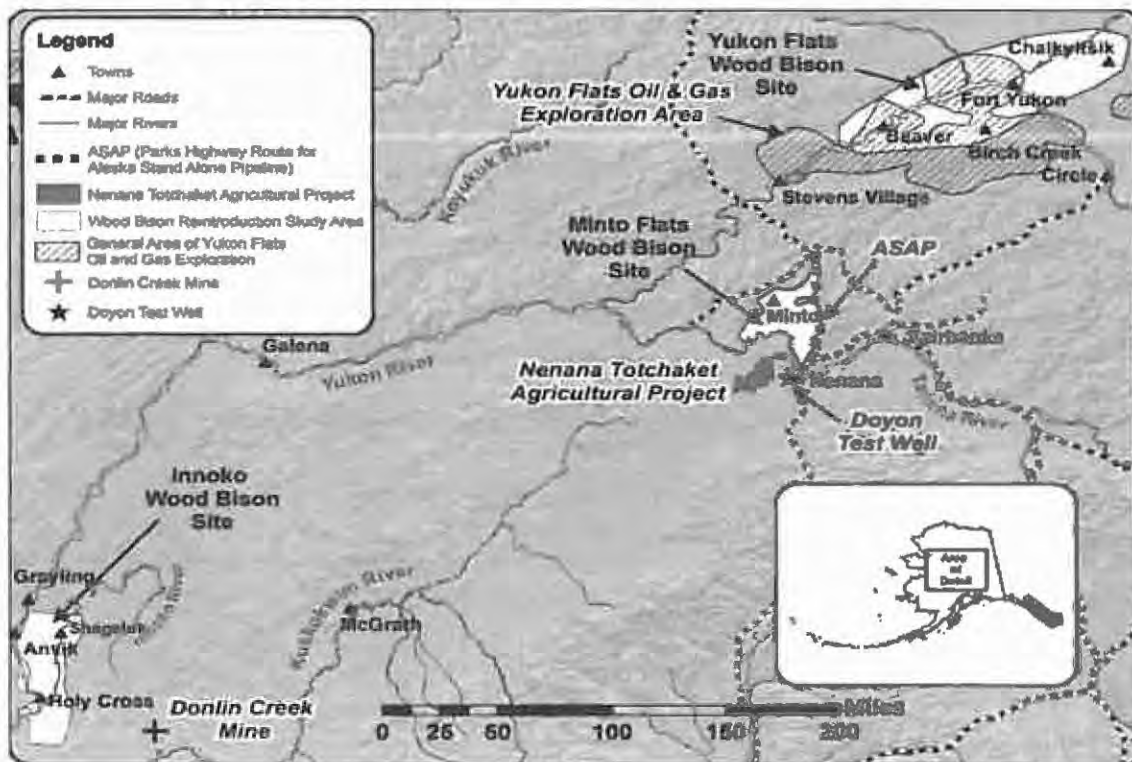 Legend
Towns
Major Roads
Major Rivers
ASAP (Parks Highway Route for
Alaska Stand Alone Pipeline)
Nenana Totchaket Agricultural Project
Wood Bison Reintroduction Study Area
General Area of Yukon Flats
Oil and Gas Exploration
Donlin Creek Mine
Doyon Test Well
Yukon Flats
Wood Bison
Site
Chalkyitsik
Yukon Flats Oil & Gas
Exploration Area
Fort Yukon
Beaver
Birch Creek
Circle
Stevens Village
Koyukuk River
Minto Flats
Wood Bison
Site
ASAP
Minto
Fairbanks
Galena
Yukon River
Nenana Totchaket
Agricultural Project
Nenana
River
Doyon
Test Well
Innoko
Wood Bison
Site
Area
of
Detail
Grayling
River
Kuskokwim River
McGrath
Shageluk
Anvik
Holy Cross
Donlin Creek
Mine
0 25 50 100 150 200
Miles